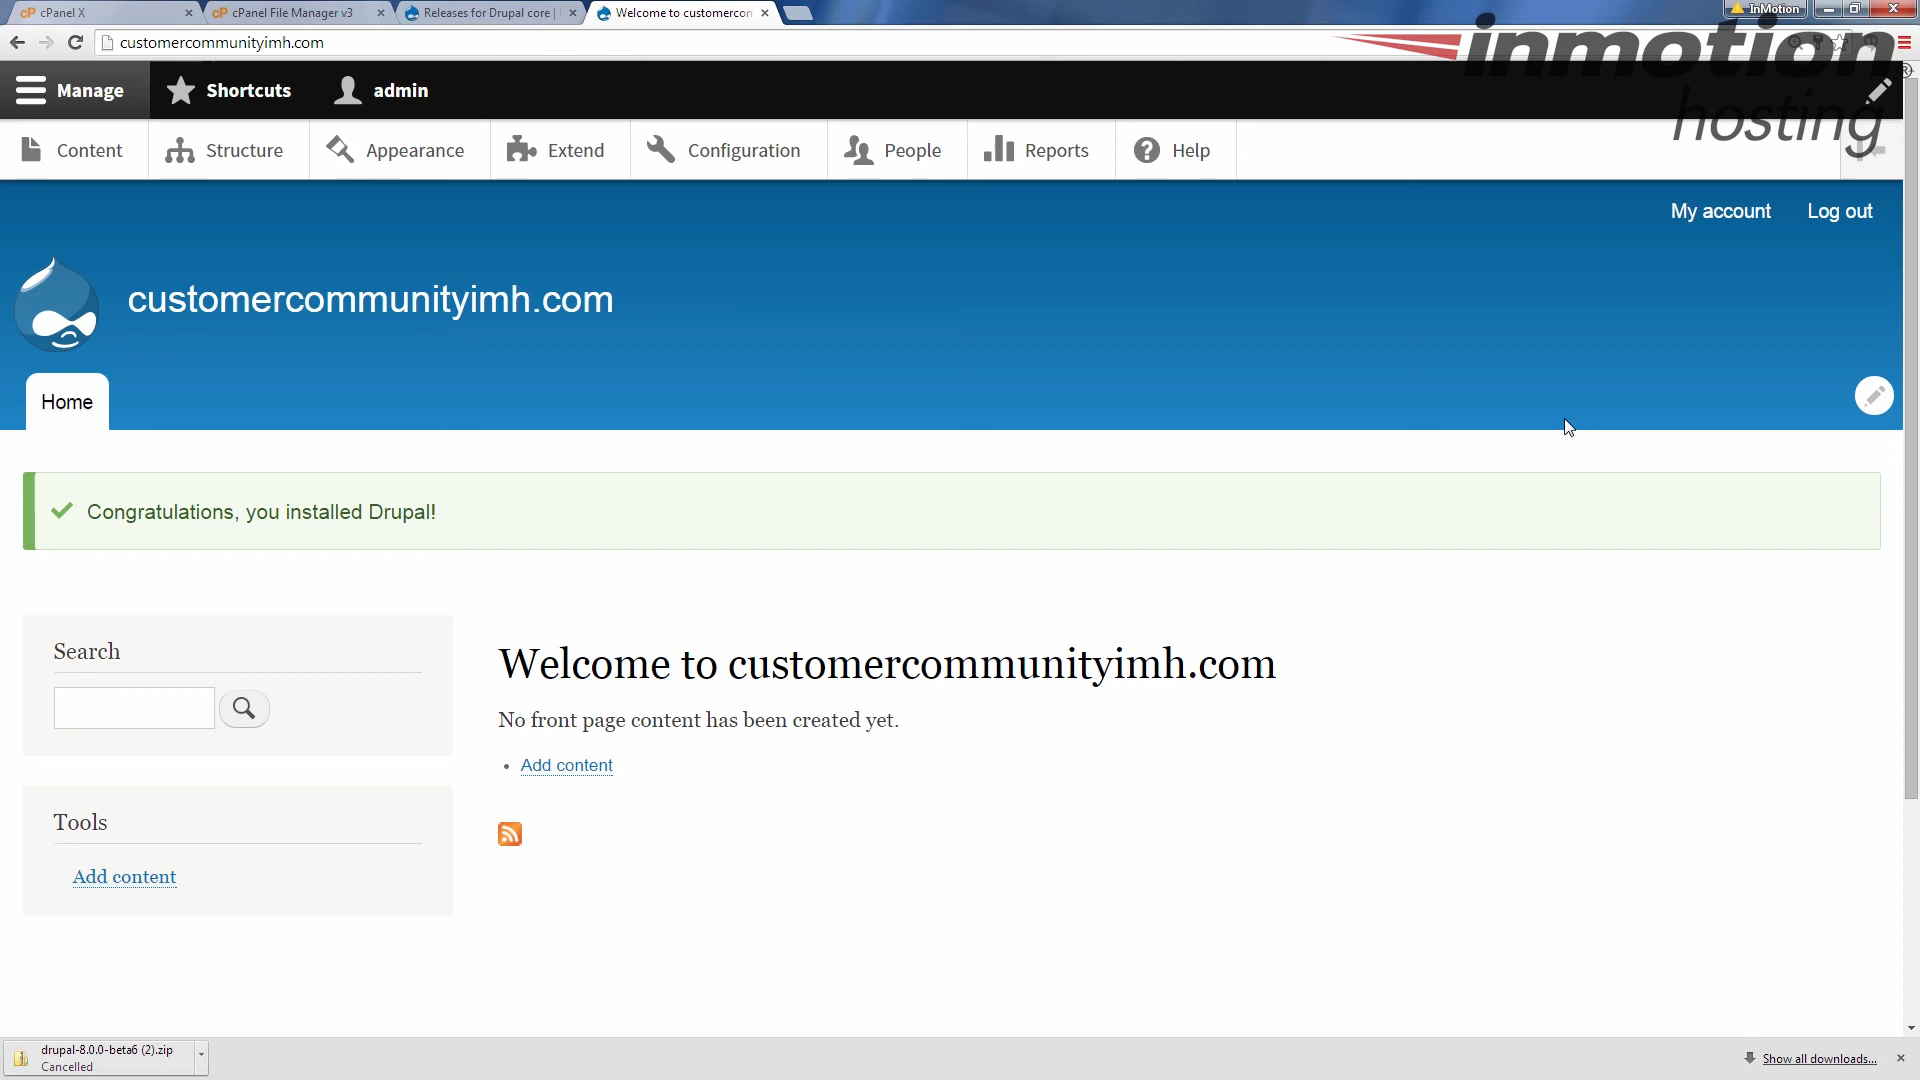 cP cPanel X
cP cPanel File Manager v3
Releases for Drupal core |
Welcome to customercon
InMotion
customercommunityimh.com
inmotion
hosting
Manage
Shortcuts
admin
Content
Structure
Appearance
Extend
Configuration
People
Reports
Help
My account
Log out
customercommunityimh.com
Home
Congratulations, you installed Drupal!
Search
Welcome to customercommunityimh.com
No front page content has been created yet.
Add content
Tools
Add content
drupal-8.0.0-beta6 (2).zip
Cancelled
Show all downloads...